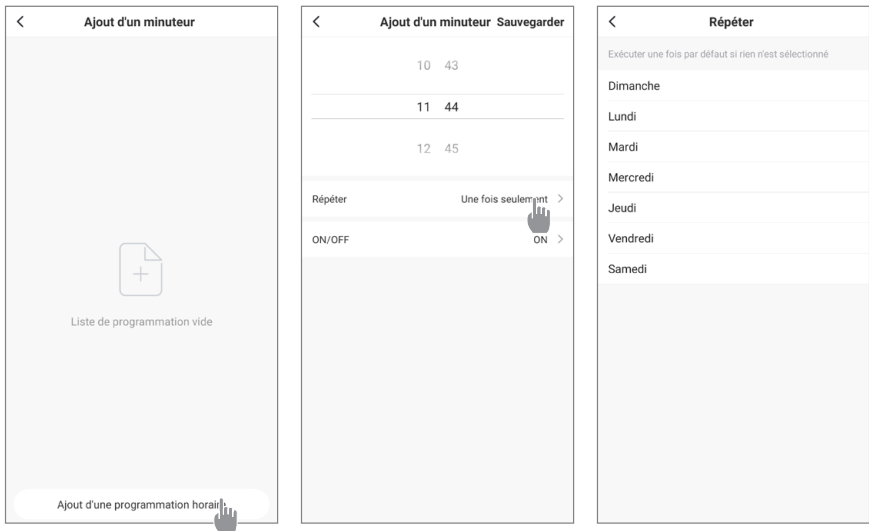 Ajout d'un minuteur
Liste de programmation vide
Ajout d'une programmation horaire
Ajout d'un minuteur Sauvegarder
10 43
11 44
12 45
Répéter Une fois seulement
ON/OFF ON
Répéter
Exécuter une fois par défaut si rien n'est sélectionné
Dimanche
Lundi
Mardi
Mercredi
Jeudi
Vendredi
Samedi